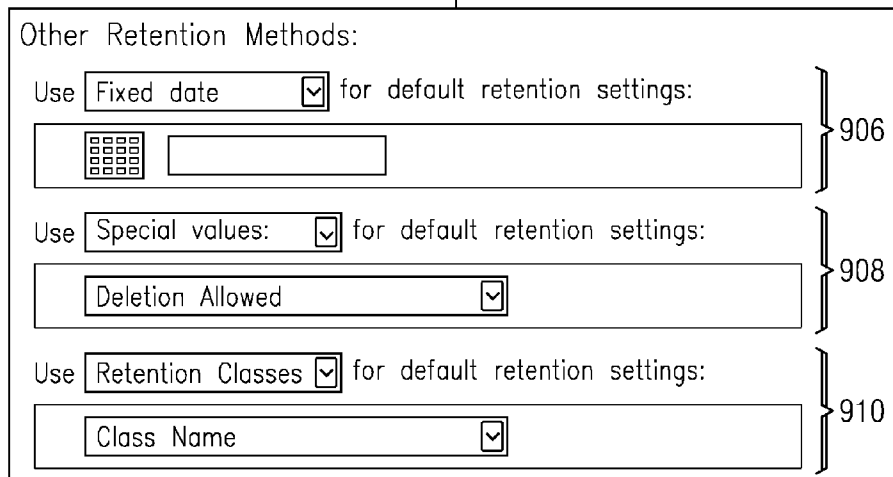 Other Retention Methods:
Use Fixed date for default retention settings:
906
Use Special values: for default retention settings:
Deletion Allowed
908
Use Retention Classes for default retention settings:
Class Name
910